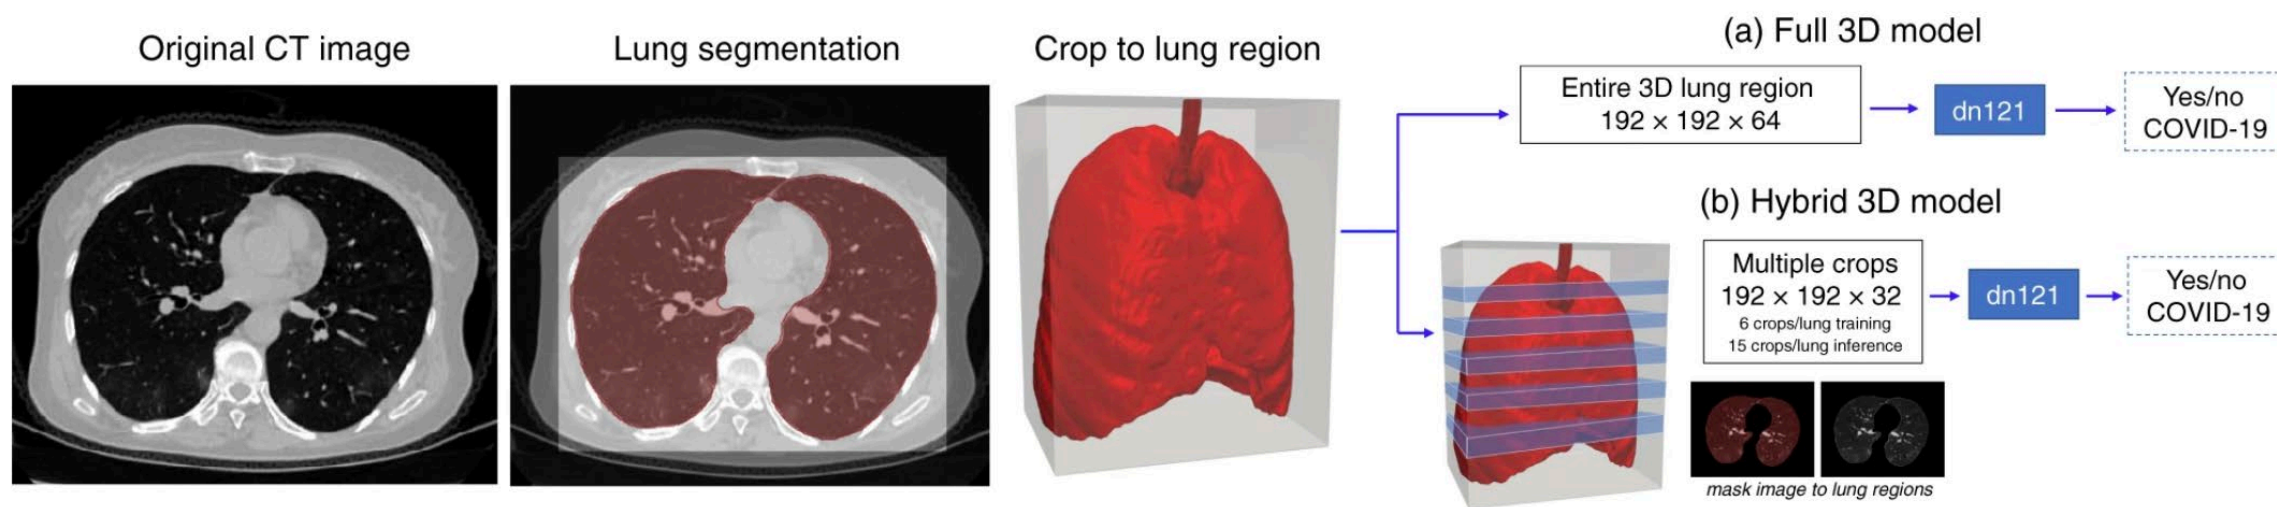 Original CT image
Lung segmentation
Crop to lung region
(a) Full 3D model
Entire 3D lung region
192 × 192 × 64
dn121
Yes/no
COVID-19
(b) Hybrid 3D model
Multiple crops
192 × 192 × 32
6 crops/lung training
15 crops/lung inference
dn121
Yes/no
COVID-19
mask image to lung regions